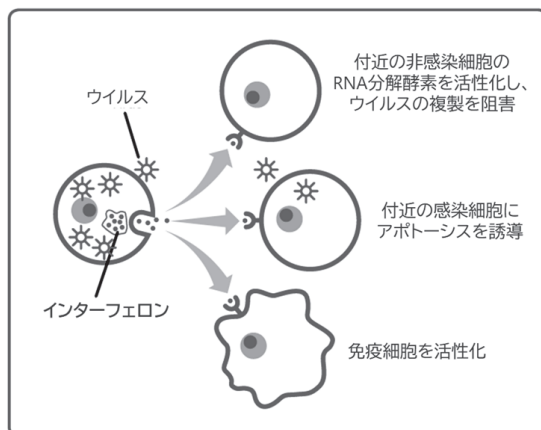 付近の非感染細胞の
RNA分解酵素を活性化し、
ウイルスの複製を阻害
ウイルス
付近の感染細胞に
アポトーシスを誘導
インターフェロン
免疫細胞を活性化